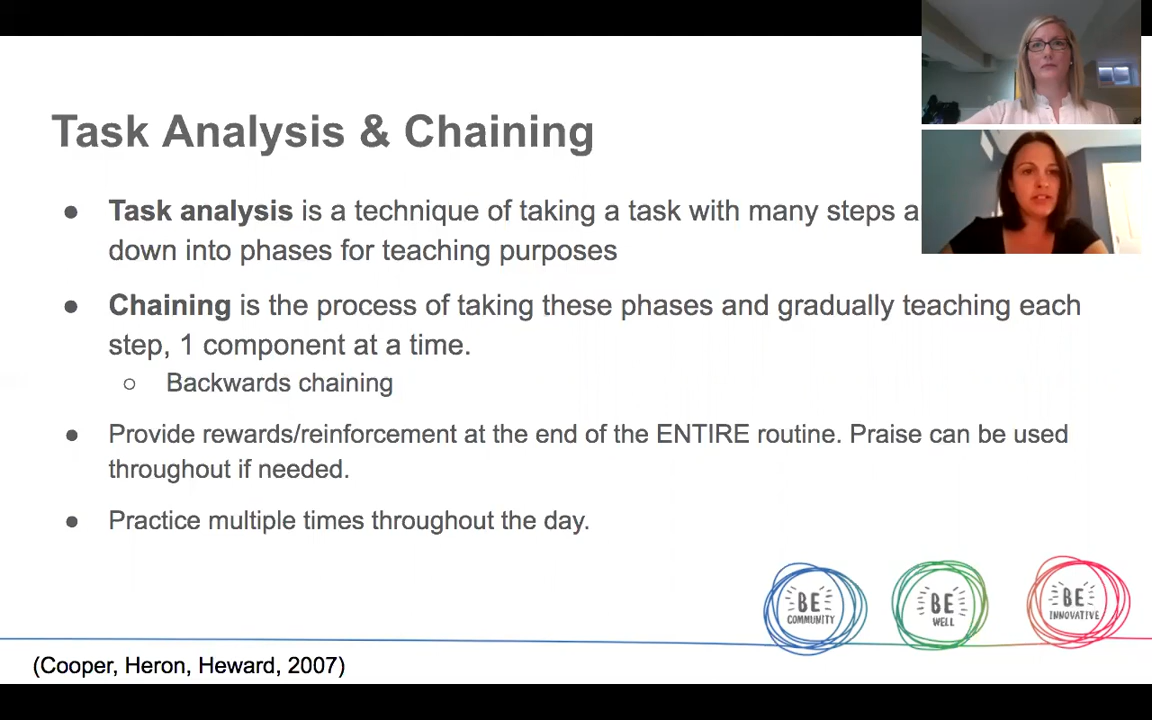 Task Analysis & Chaining
● Task analysis is a technique of taking a task with many steps a
down into phases for teaching purposes
● Chaining is the process of taking these phases and gradually teaching each
step, 1 component at a time.
○ Backwards chaining
● Provide rewards/reinforcement at the end of the ENTIRE routine. Praise can be used
throughout if needed.
● Practice multiple times throughout the day.
BE
COMMUNITY
BE
WELL
BE
INNOVATIVE
(Cooper, Heron, Heward, 2007)